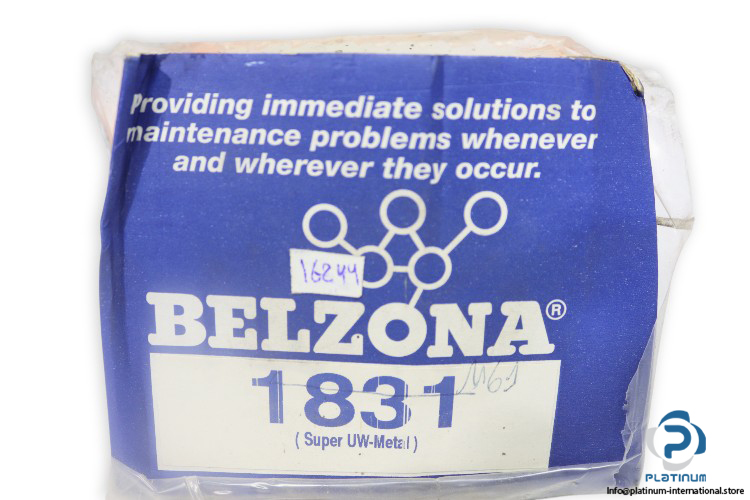 Providing immediate solutions to
maintenance problems whenever
and wherever they occur.
16244
BELZONA®
1831
(Super UW-Metal)
PLATINUM
Info@platinum-international.store